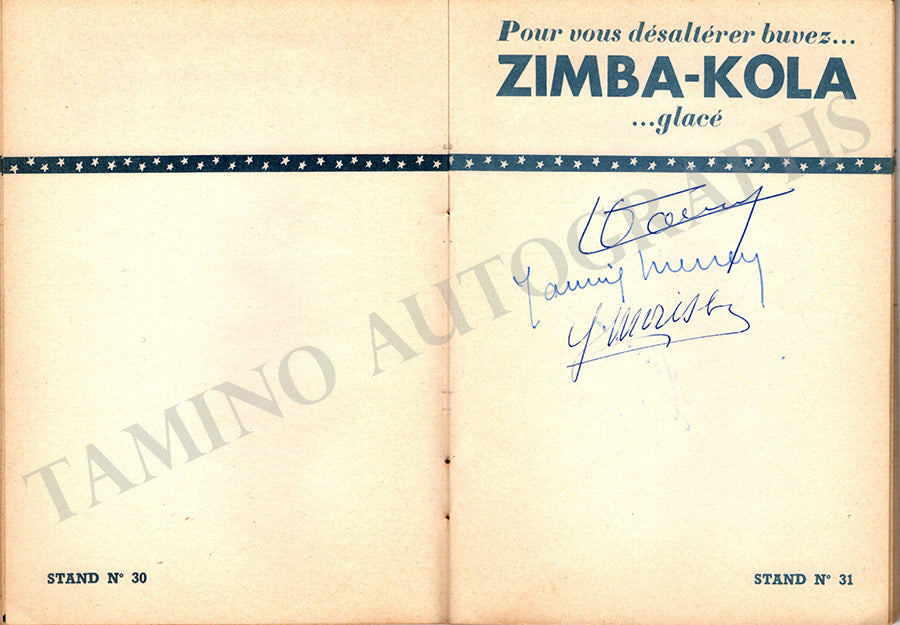 Pour vous désaltérer buvez...
ZIMBA-KOLA
...glacé
TAMINO AUTOGRAPHS
STAND N° 30
STAND N° 31